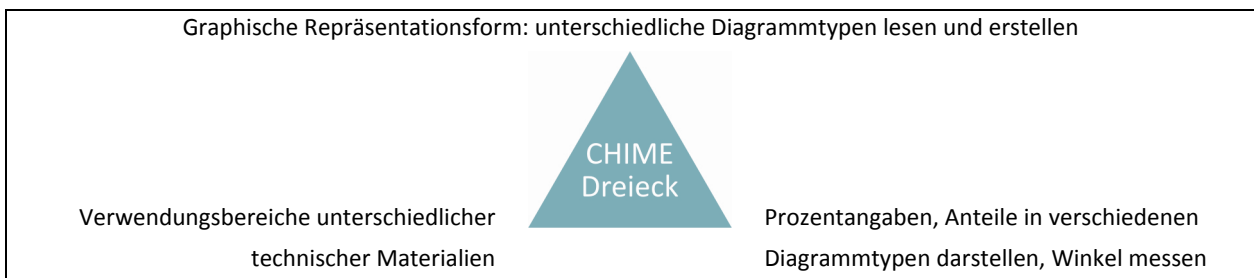 Graphische Repräsentationsform: unterschiedliche Diagrammtypen lesen und erstellen
CHIME
Dreieck
Verwendungsbereiche unterschiedlicher
technischer Materialien
Prozentangaben, Anteile in verschiedenen
Diagrammtypen darstellen, Winkel messen